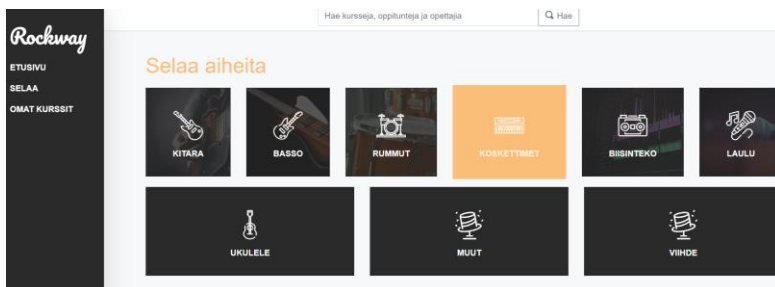 Hae kursseja, oppitunteja ja opettajia
Hae
Rockway
ETUSIVU
SELAA
OMAT KURSSIT
Selaa aiheita
KITARA
BASSO
RUMMUT
KOSKETTIMET
BIISINTEKO
LAULU
UKULELE
MUUT
VIIHDE